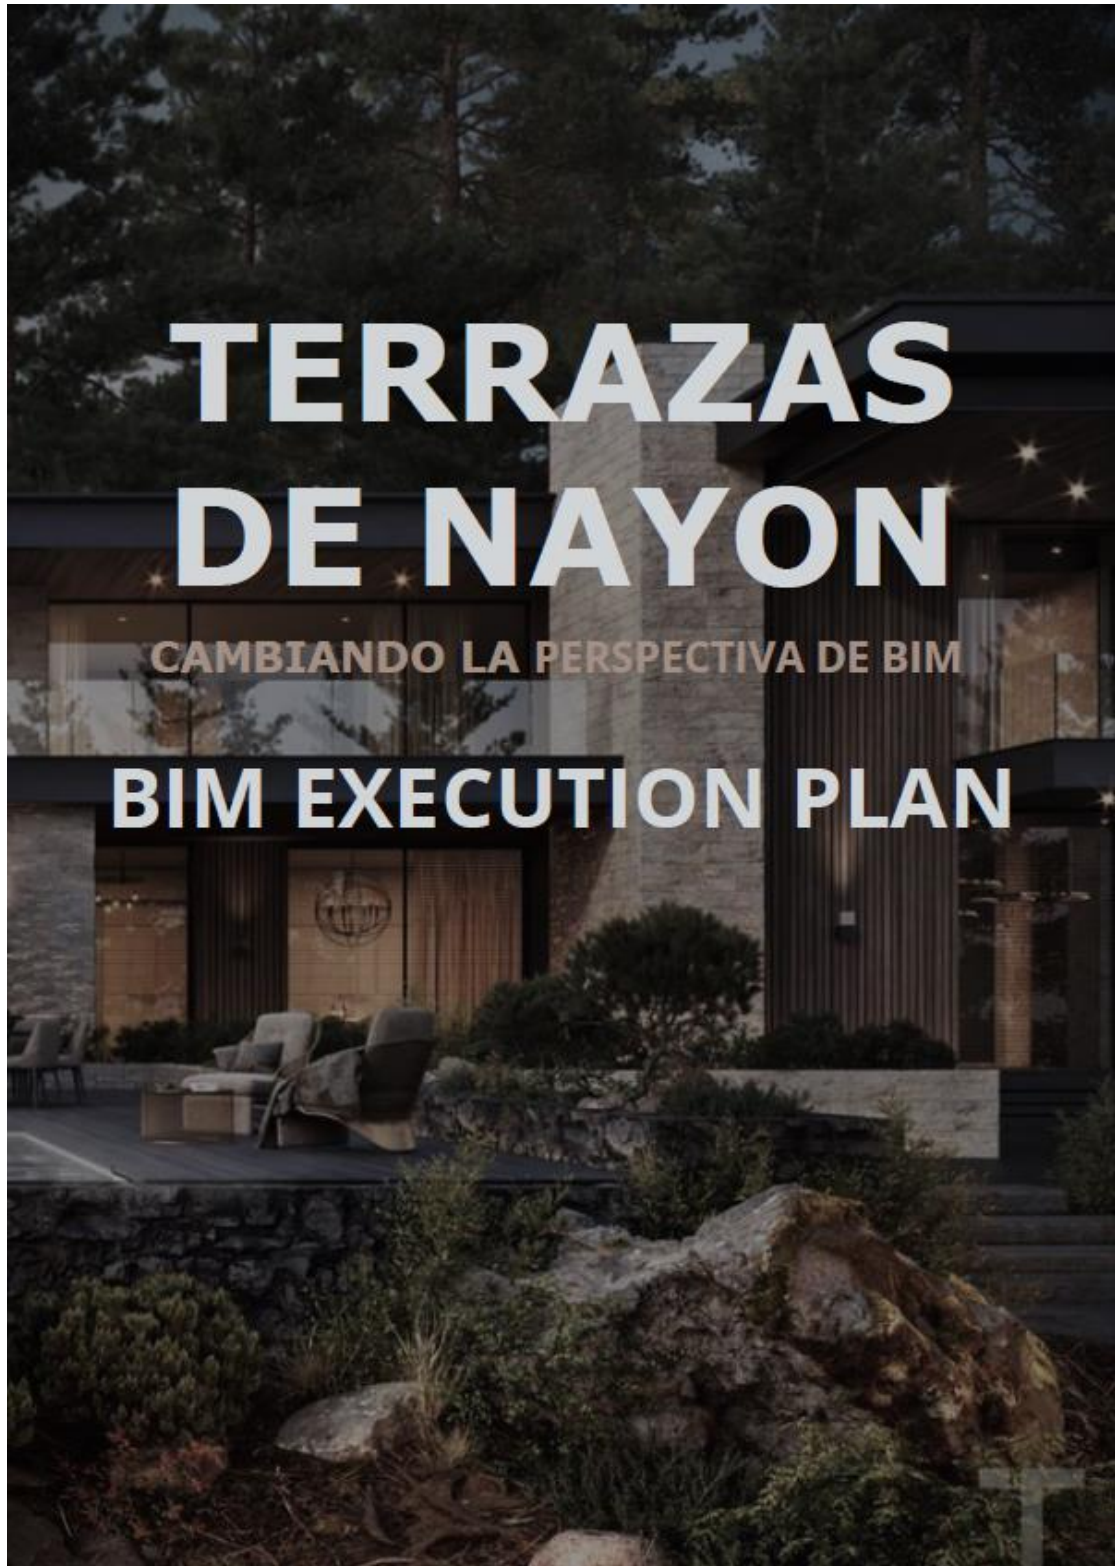 TERRAZAS
DE NAYON
CAMBIANDO LA PERSPECTIVA DE BIM
BIM EXECUTION PLAN
T